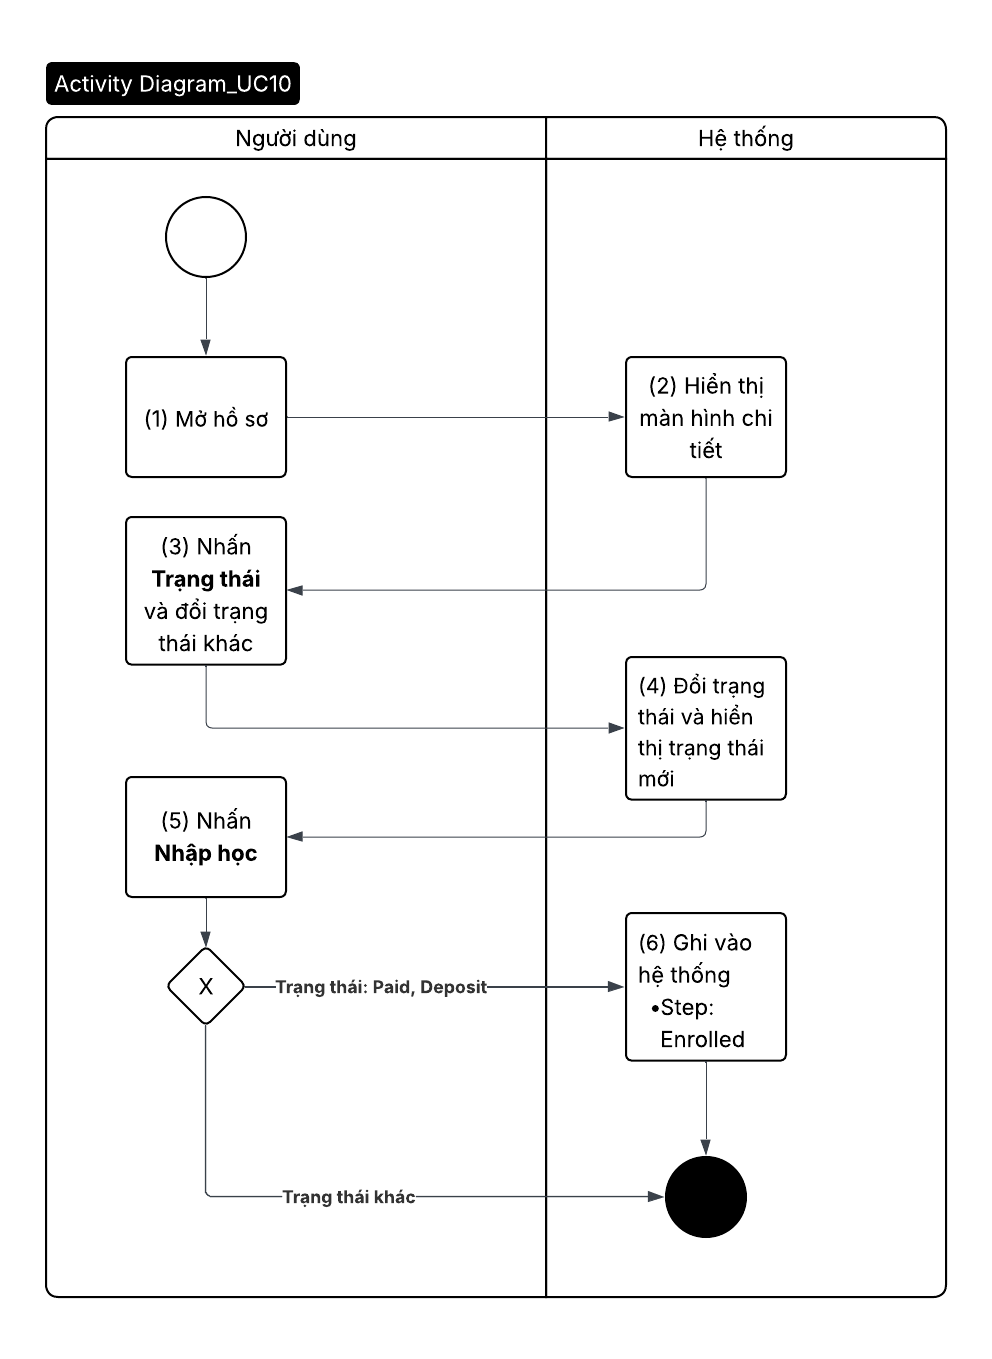 Activity Diagram_UC10
Người dùng
Hệ thống
(1) Mở hồ sơ
(2) Hiển thị
màn hình chi
tiết
(3) Nhấn
Trạng thái
và đổi trạng
thái khác
(4) Đổi trạng
thái và hiển
thị trạng thái
mới
(5) Nhấn
Nhập học
X
Trạng thái: Paid, Deposit
(6) Ghi vào
hệ thống
•Step:
Enrolled
Trạng thái khác